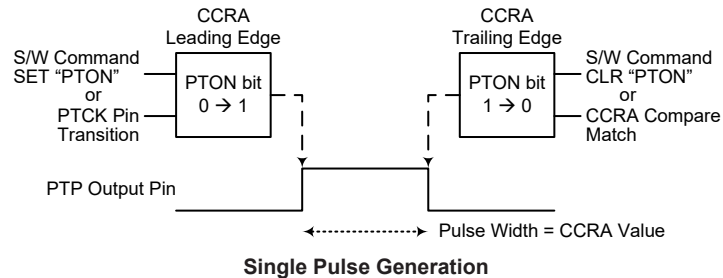 CCRA
Leading Edge
S/W Command
SET “PTON”
or
PTCK Pin
Transition
PTON bit
0 → 1
CCRA
Trailing Edge
PTON bit
1 → 0
S/W Command
CLR “PTON”
or
CCRA Compare
Match
PTP Output Pin
Pulse Width = CCRA Value
Single Pulse Generation